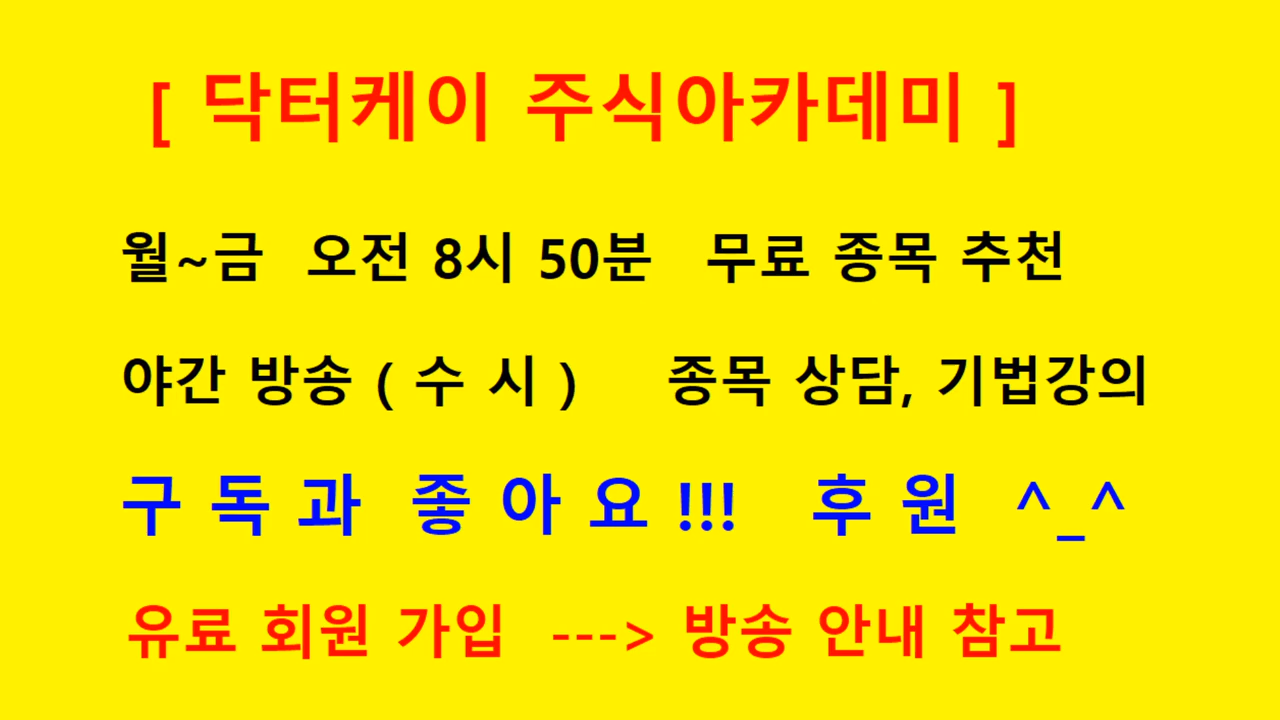 [ 닥터케이 주식아카데미 ]
월~금 오전 8시 50분 무료 종목 추천
야간 방송 ( 수 시 ) 종목 상담, 기법강의
구 독 과 좋 아 요 !!! 후 원 ^_^
유료 회원 가입 ---> 방송 안내 참고